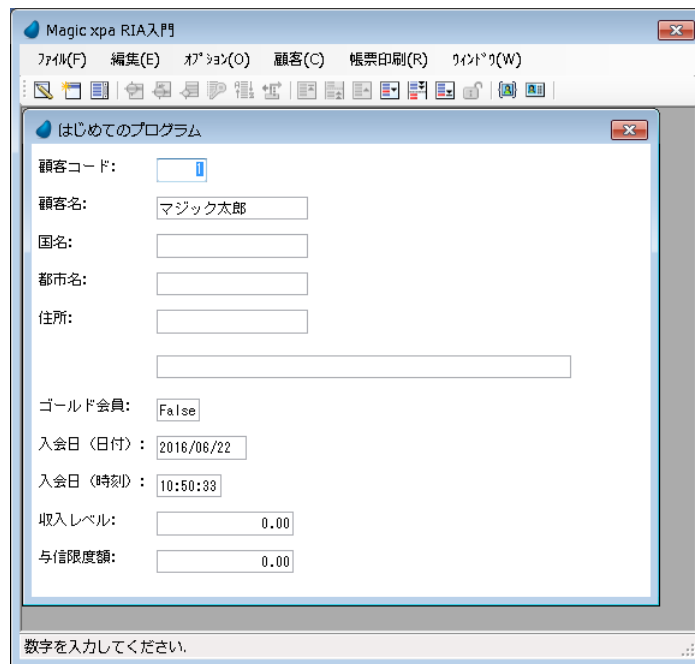 Magic xpa RIA入門
ファイル(F) 編集(E) オプション(O) 顧客(C) 帳票印刷(R) ウィンドウ(W)
はじめてのプログラム
顧客コード: 1
顧客名: マジック太郎
国名:
都市名:
住所:
ゴールド会員: False
入会日（日付）: 2016/06/22
入会日（時刻）: 10:50:33
収入レベル: 0.00
与信限度額: 0.00
数字を入力してください.